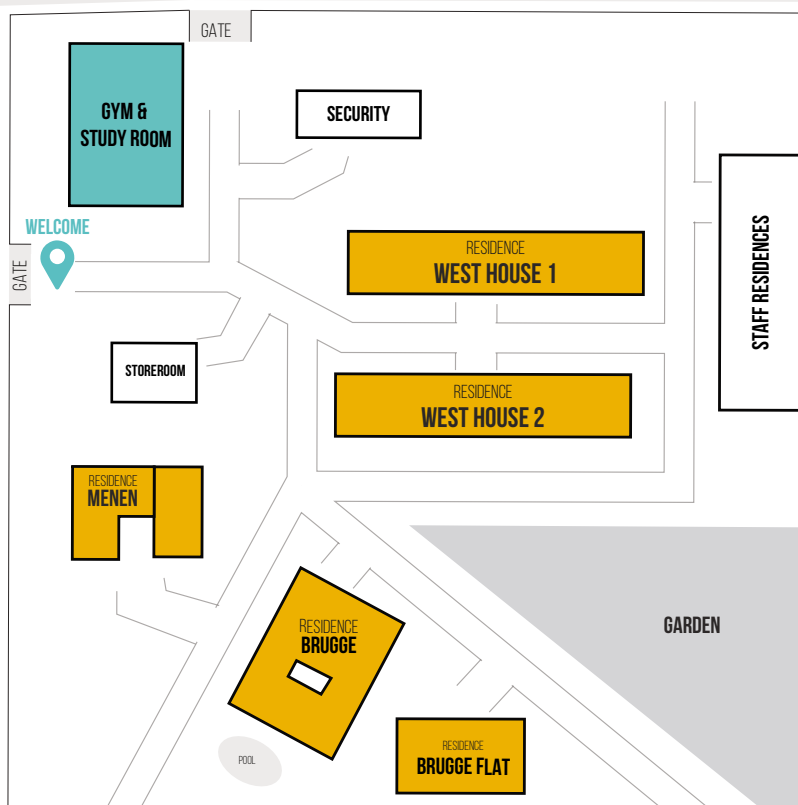 GATE
GYM &
STUDY ROOM
SECURITY
WELCOME
GATE
RESIDENCE
WEST HOUSE 1
STAFF RESIDENCES
STOREROOM
RESIDENCE
WEST HOUSE 2
RESIDENCE
MENEN
RESIDENCE
BRUGGE
GARDEN
POOL
RESIDENCE
BRUGGE FLAT